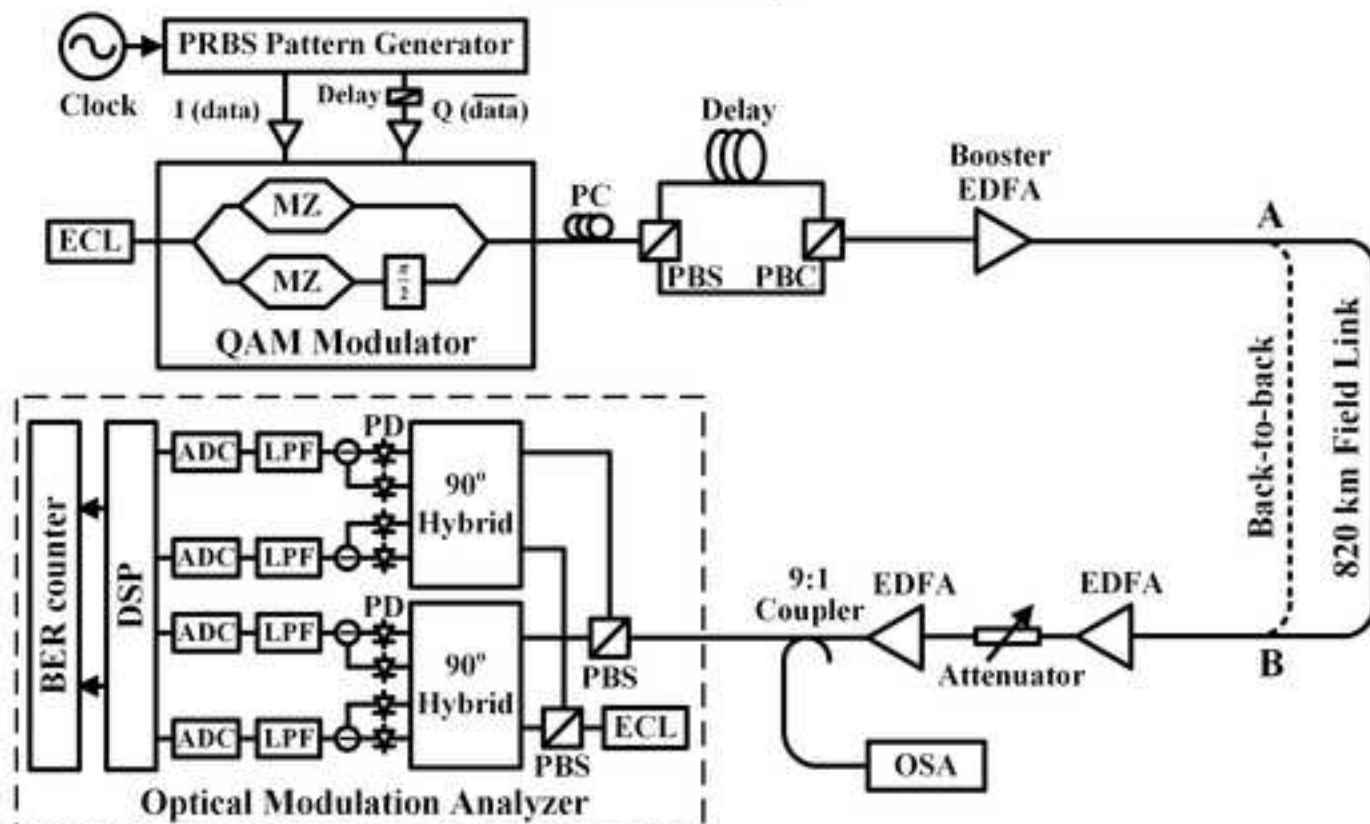 PRBS Pattern Generator
Clock
I (data)
Delay
Q (data)
Delay
Booster
EDFA
PC
MZ
ECL
MZ
π
2
PBS
PBC
A
QAM Modulator
Back-to-back
820 km Field Link
BER counter
DSP
ADC
LPF
PD
90º
Hybrid
ADC
LPF
ADC
LPF
PD
90º
Hybrid
ADC
LPF
PBS
PBS
ECL
9:1
Coupler
EDFA
Attenuator
EDFA
B
OSA
Optical Modulation Analyzer